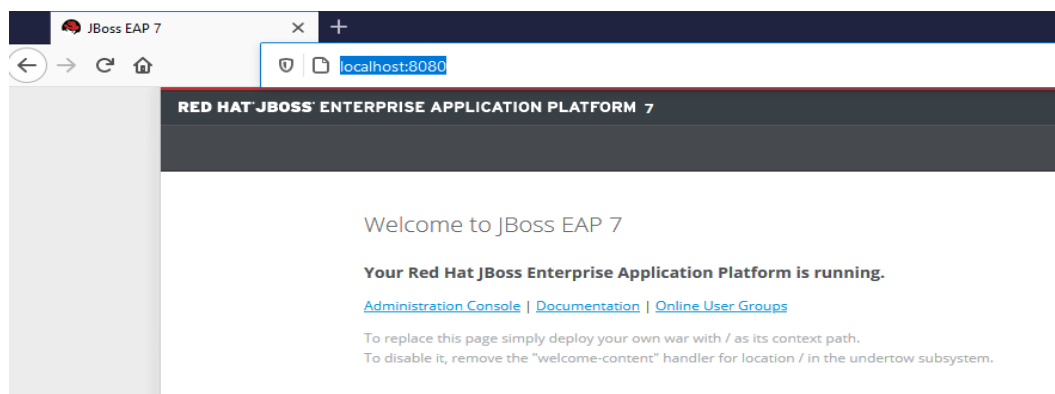 JBoss EAP 7
localhost:8080
RED HAT JBOSS ENTERPRISE APPLICATION PLATFORM 7
Welcome to JBoss EAP 7
Your Red Hat JBoss Enterprise Application Platform is running.
Administration Console | Documentation | Online User Groups
To replace this page simply deploy your own war with / as its context path.
To disable it, remove the "welcome-content" handler for location / in the undertow subsystem.